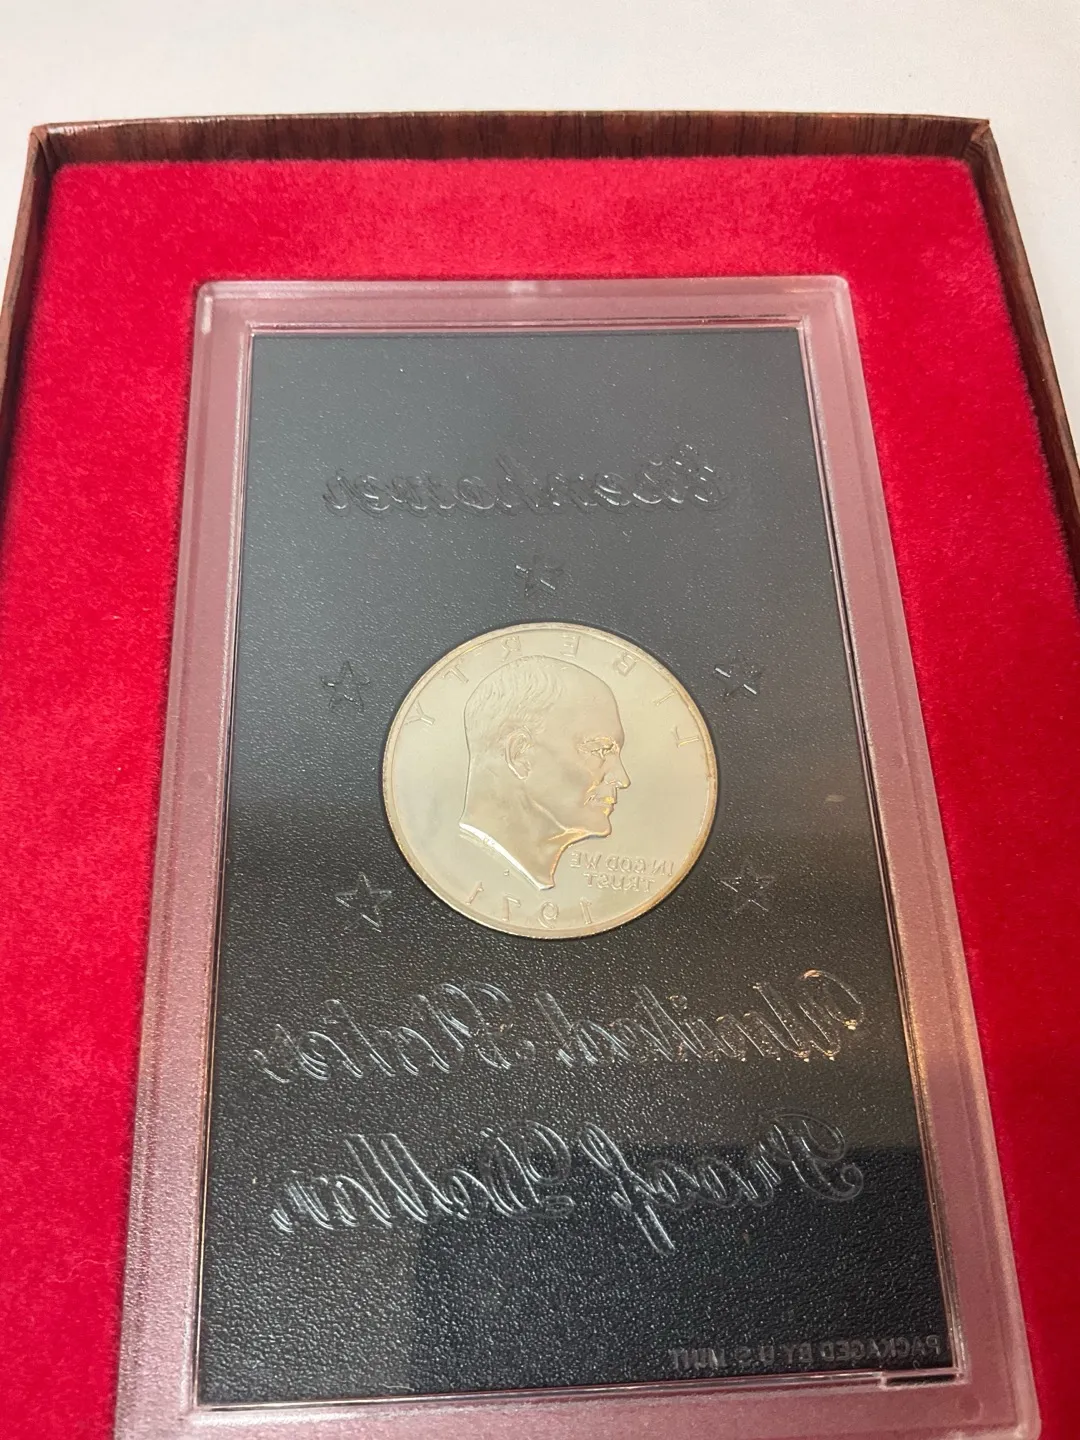 Eisenhower
LIBERTY
IN GOD WE
TRUST
1971
S
United States
Proof Dollar
PACKAGED BY U.S. MINT